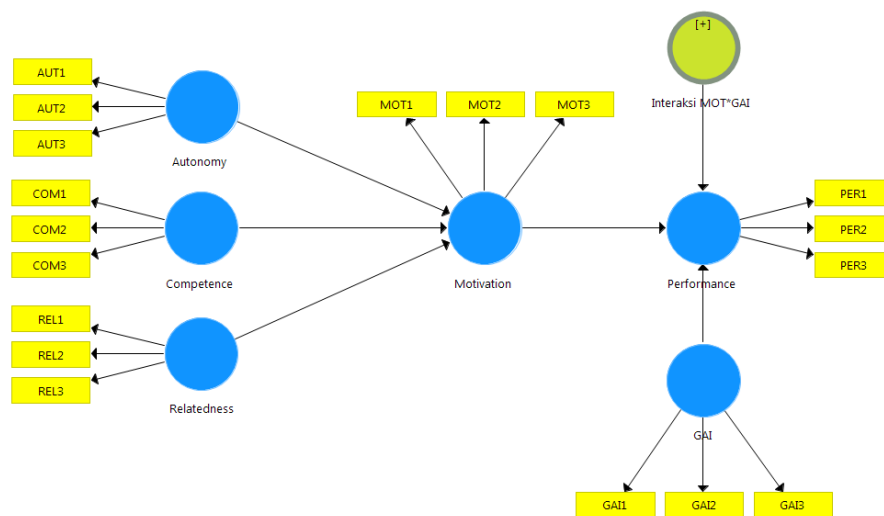 [+]
Interaksi MOT*GAI
AUT1
AUT2
AUT3
Autonomy
MOT1
MOT2
MOT3
COM1
COM2
COM3
Competence
Motivation
Performance
PER1
PER2
PER3
REL1
REL2
REL3
Relatedness
GAI
GAI1
GAI2
GAI3